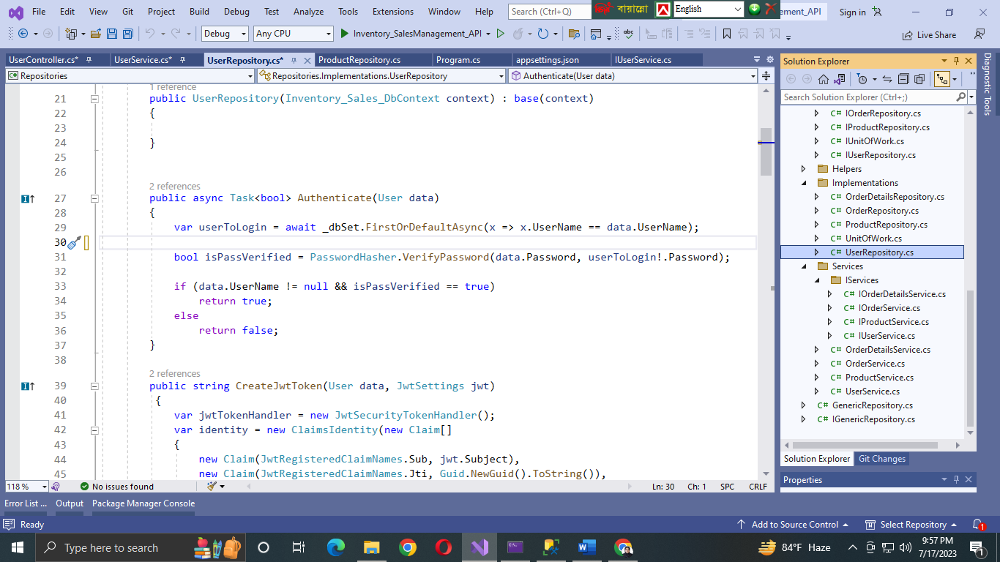 File Edit View Git Project Build Debug Test Analyze Tools Extensions Window Help Search (Ctrl+Q) বায়ান্নো English ement_API Sign in
Debug Any CPU Inventory_SalesManagement_API Live Share
UserController.cs* UserService.cs* UserRepository.cs* ProductRepository.cs Program.cs appsettings.json IUserService.cs
C# Repositories Repositories.Implementations.UserRepository Authenticate(User data)
1 reference
21 public UserRepository(Inventory_Sales_DbContext context) : base(context)
22 {
23
24 }
25
26
2 references
27 public async Task<bool> Authenticate(User data)
28 {
29 var userToLogin = await _dbSet.FirstOrDefaultAsync(x => x.UserName == data.UserName);
30
31 bool isPassVerified = PasswordHasher.VerifyPassword(data.Password, userToLogin!.Password);
32
33 if (data.UserName != null && isPassVerified == true)
34 return true;
35 else
36 return false;
37 }
38
2 references
39 public string CreateJwtToken(User data, JwtSettings jwt)
40 {
41 var jwtTokenHandler = new JwtSecurityTokenHandler();
42 var identity = new ClaimsIdentity(new Claim[]
43 {
44 new Claim(JwtRegisteredClaimNames.Sub, jwt.Subject),
45 new Claim(JwtRegisteredClaimNames.Jti, Guid.NewGuid().ToString()),
118 % No issues found Ln: 30 Ch: 1 SPC CRLF
Solution Explorer
Search Solution Explorer (Ctrl+;)
C# IOrderRepository.cs
C# IProductRepository.cs
C# IUnitOfWork.cs
C# IUserRepository.cs
Helpers
Implementations
C# OrderDetailsRepository.cs
C# OrderRepository.cs
C# ProductRepository.cs
C# UnitOfWork.cs
C# UserRepository.cs
Services
IServices
C# IOrderDetailsService.cs
C# IOrderService.cs
C# IProductService.cs
C# IUserService.cs
C# OrderDetailsService.cs
C# OrderService.cs
C# ProductService.cs
C# UserService.cs
C# GenericRepository.cs
C# IGenericRepository.cs
Solution Explorer Git Changes
Properties
Diagnostic Tools
Error List ... Output Package Manager Console
Ready Add to Source Control Select Repository 1
Type here to search 84°F Haze 9:57 PM
7/17/2023 1